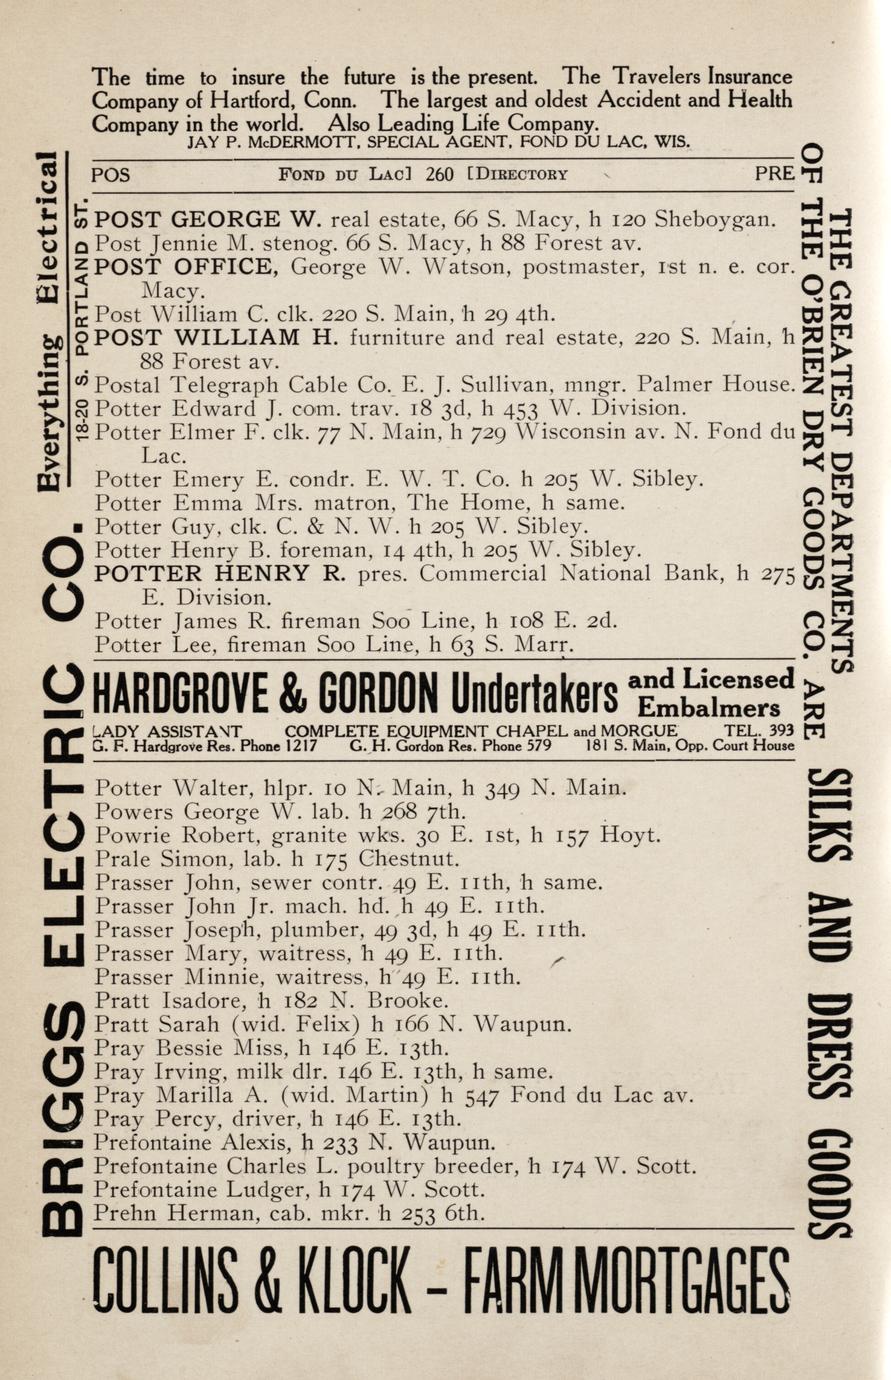 The time to insure the future is the present. The Travelers Insurance
Company of Hartford, Conn. The largest and oldest Accident and Health
Company in the world. Also Leading Life Company.
JAY P. McDERMOTT, SPECIAL AGENT, FOND DU LAC, WIS.
POS FOND DU LAC] 260 [DIRECTORY PRE
POST GEORGE W. real estate, 66 S. Macy, h 120 Sheboygan.
Post Jennie M. stenog. 66 S. Macy, h 88 Forest av.
POST OFFICE, George W. Watson, postmaster, 1st n. e. cor.
Macy.
Post William C. clk. 220 S. Main, h 29 4th.
POST WILLIAM H. furniture and real estate, 220 S. Main, h
88 Forest av.
Postal Telegraph Cable Co. E. J. Sullivan, mngr. Palmer House.
Potter Edward J. com. trav. 18 3d, h 453 W. Division.
Potter Elmer F. clk. 77 N. Main, h 729 Wisconsin av. N. Fond du
Lac.
Potter Emery E. condr. E. W. T. Co. h 205 W. Sibley.
Potter Emma Mrs. matron, The Home, h same.
Potter Guy, clk. C. & N. W. h 205 W. Sibley.
Potter Henry B. foreman, 14 4th, h 205 W. Sibley.
POTTER HENRY R. pres. Commercial National Bank, h 275
E. Division.
Potter James R. fireman Soo Line, h 108 E. 2d.
Potter Lee, fireman Soo Line, h 63 S. Marr.
HARDGROVE & GORDON Undertakers and Licensed
Embalmers
LADY ASSISTANT COMPLETE EQUIPMENT CHAPEL and MORGUE TEL. 393
G. F. Hardgrove Res. Phone 1217 G. H. Gordon Res. Phone 579 181 S. Main, Opp. Court House
Potter Walter, hlpr. 10 N. Main, h 349 N. Main.
Powers George W. lab. h 268 7th.
Powrie Robert, granite wks. 30 E. 1st, h 157 Hoyt.
Prale Simon, lab. h 175 Chestnut.
Prasser John, sewer contr. 49 E. 11th, h same.
Prasser John Jr. mach. hd. h 49 E. 11th.
Prasser Joseph, plumber, 49 3d, h 49 E. 11th.
Prasser Mary, waitress, h 49 E. 11th.
Prasser Minnie, waitress, h 49 E. 11th.
Pratt Isadore, h 182 N. Brooke.
Pratt Sarah (wid. Felix) h 166 N. Waupun.
Pray Bessie Miss, h 146 E. 13th.
Pray Irving, milk dlr. 146 E. 13th, h same.
Pray Marilla A. (wid. Martin) h 547 Fond du Lac av.
Pray Percy, driver, h 146 E. 13th.
Prefontaine Alexis, h 233 N. Waupun.
Prefontaine Charles L. poultry breeder, h 174 W. Scott.
Prefontaine Ludger, h 174 W. Scott.
Prehn Herman, cab. mkr. h 253 6th.
COLLINS & KLOCK - FARM MORTGAGES
BRIGGS ELECTRIC CO. Everything Electrical
18-20 S. PORTLAND ST.
THE GREATEST DEPARTMENTS
OF THE O'BRIEN DRY GOODS CO. ARE
SILKS AND DRESS GOODS